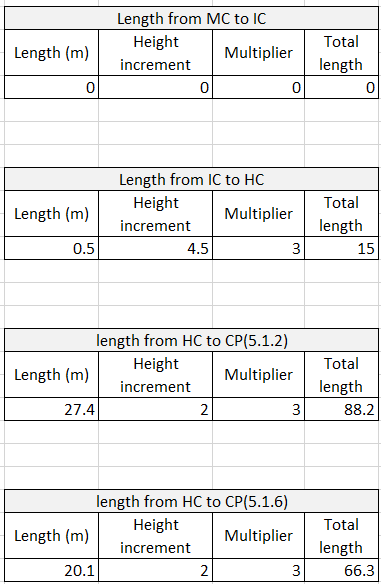 Length from MC to IC
Length (m) Height increment Multiplier Total length
0 0 0 0
Length from IC to HC
Length (m) Height increment Multiplier Total length
0.5 4.5 3 15
length from HC to CP(5.1.2)
Length (m) Height increment Multiplier Total length
27.4 2 3 88.2
length from HC to CP(5.1.6)
Length (m) Height increment Multiplier Total length
20.1 2 3 66.3